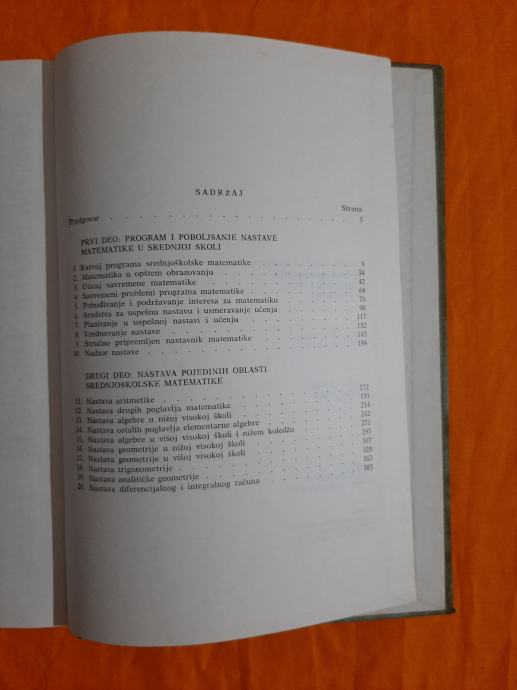 SADRŽAJ
Strana
Predgovor . . . . . . . . . . . . . . . . 5
PRVI DEO: PROGRAM I POBOLJŠANJE NASTAVE
MATEMATIKE U SREDNJOJ ŠKOLI
1. Razvoj programa srednjoškolske matematike . . . . . . . 9
2. Matematika u opštem obrazovanju . . . . . . . . . 34
3. Uticaj savremene matematike . . . . . . . . . . 42
4. Savremeni problemi programa matematike . . . . . . . 64
5. Pobuđivanje i podržavanje interesa za matematiku . . . . . 76
6. Sredstva za uspešnu nastavu i usmeravanje učenja . . . . . 90
7. Planiranje u uspešnoj nastavi i učenju . . . . . . . . 117
8. Vrednovanje nastave . . . . . . . . . . . . 132
9. Stručno pripremljen nastavnik matematike . . . . . . . 143
10. Nadzor nastave . . . . . . . . . . . . . 154
DRUGI DEO: NASTAVA POJEDINIH OBLASTI
SREDNJOŠKOLSKE MATEMATIKE
11. Nastava aritmetike . . . . . . . . . . . . 172
12. Nastava drugih poglavlja matematike . . . . . . . . 193
13. Nastava algebre u nižoj visokoj školi . . . . . . . . 214
14. Nastava ostalih poglavlja elementarne algebre . . . . . . 242
15. Nastava algebre u višoj visokoj školi i nižem koledžu . . . . 272
16. Nastava geometrije u nižoj visokoj školi . . . . . . . 297
17. Nastava geometrije u višoj visokoj školi . . . . . . . 307
18. Nastava trigonometrije . . . . . . . . . . . 329
19. Nastava analitičke geometrije . . . . . . . . . . 363
20. Nastava diferencijalnog i integralnog računa . . . . . . 385